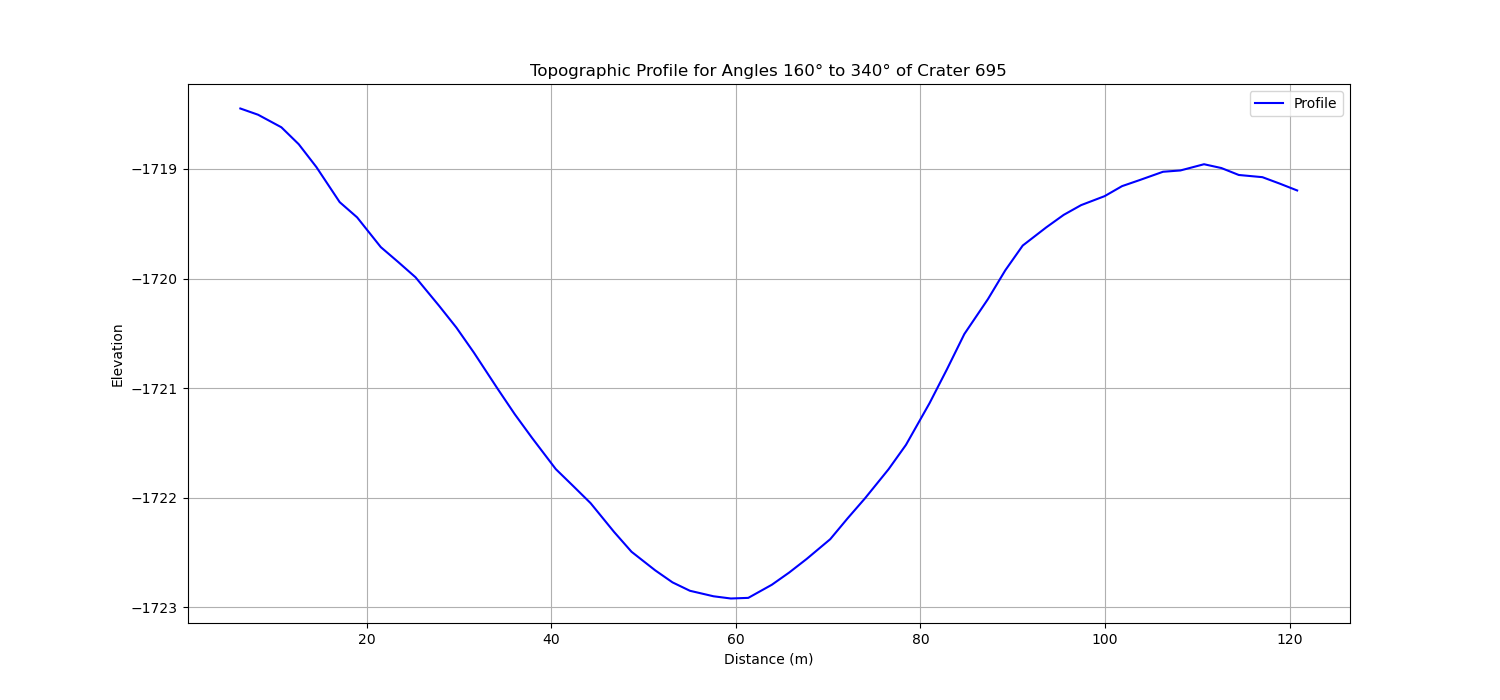 Topographic Profile for Angles 160° to 340° of Crater 695
Profile
−1719
−1720
−1721
−1722
−1723
Elevation
20 40 60 80 100 120
Distance (m)